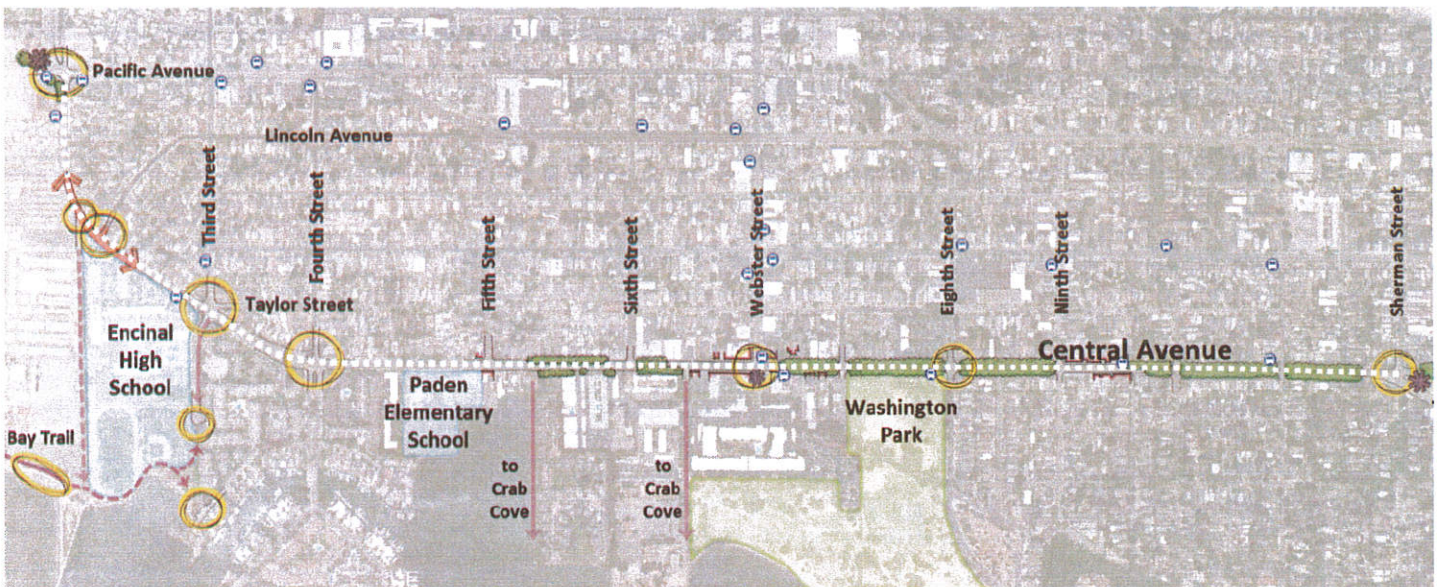 Pacific Avenue
Lincoln Avenue
Third Street
Fourth Street
Taylor Street
Fifth Street
Sixth Street
Webster Street
Eighth Street
Ninth Street
Sherman Street
Central Avenue
Encinal
High
School
Paden
Elementary
School
Washington
Park
Bay Trail
to
Crab
Cove
to
Crab
Cove